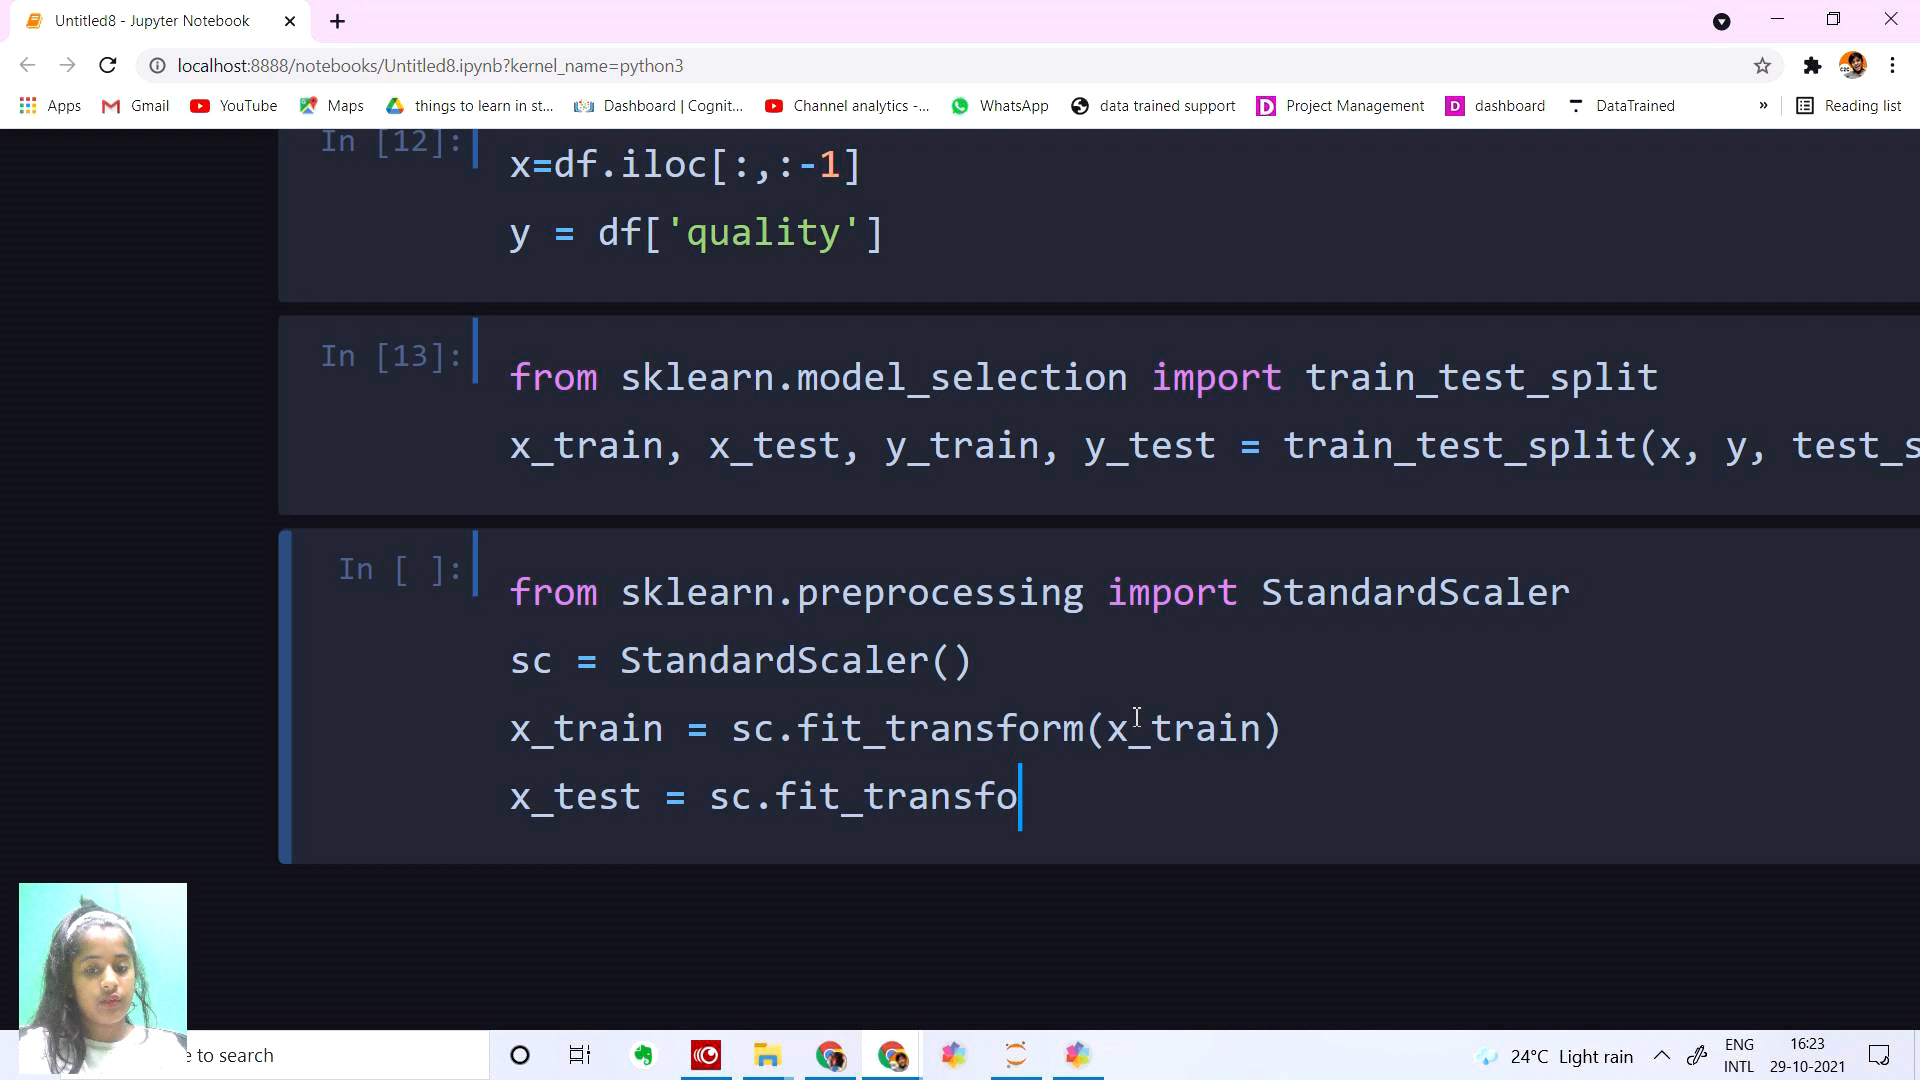 Untitled8 - Jupyter Notebook
localhost:8888/notebooks/Untitled8.ipynb?kernel_name=python3
Apps Gmail YouTube Maps things to learn in st... Dashboard | Cognit... Channel analytics -... WhatsApp data trained support Project Management dashboard DataTrained » Reading list
In [12]:
x=df.iloc[:,:-1]
y = df['quality']
In [13]:
from sklearn.model_selection import train_test_split
x_train, x_test, y_train, y_test = train_test_split(x, y, test_s
In [ ]:
from sklearn.preprocessing import StandardScaler
sc = StandardScaler()
x_train = sc.fit_transform(x_train)
x_test = sc.fit_transfo
e to search
24°C Light rain
ENG
INTL
16:23
29-10-2021